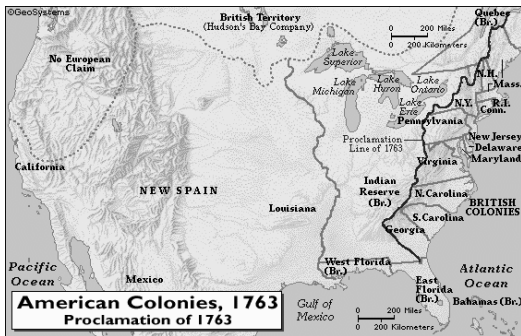 ©GeoSystems
British Territory
(Hudson's Bay Company)
0 200 Miles
0 200 Kilometers
Quebec
(Br.)
No European
Claim
Lake
Superior
Lake
Michigan
Lake
Huron
Lake
Ontario
Lake
Erie
N.H.
Mass.
N.Y.
R.I.
Conn.
Pennsylvania
Proclamation
Line of 1763
New Jersey
Delaware
Maryland
California
Virginia
NEW SPAIN
Indian
Reserve
(Br.)
Louisiana
N. Carolina
BRITISH
COLONIES
S. Carolina
Georgia
Pacific
Ocean
Mexico
West Florida
(Br.)
East
Florida
(Br.)
Atlantic
Ocean
Bahamas (Br.)
Gulf of
Mexico
0 200 Miles
0 200 Kilometers
American Colonies, 1763
Proclamation of 1763